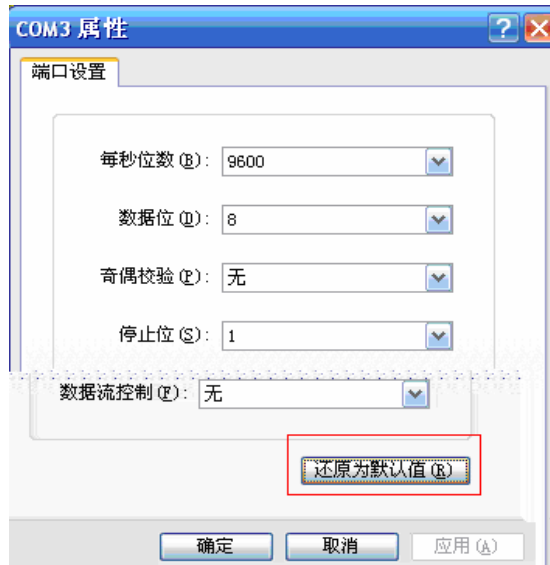 COM3 属性
端口设置
每秒位数(B): 9600
数据位(D): 8
奇偶校验(P): 无
停止位(S): 1
数据流控制(F): 无
还原为默认值(R)
确定 取消 应用(A)